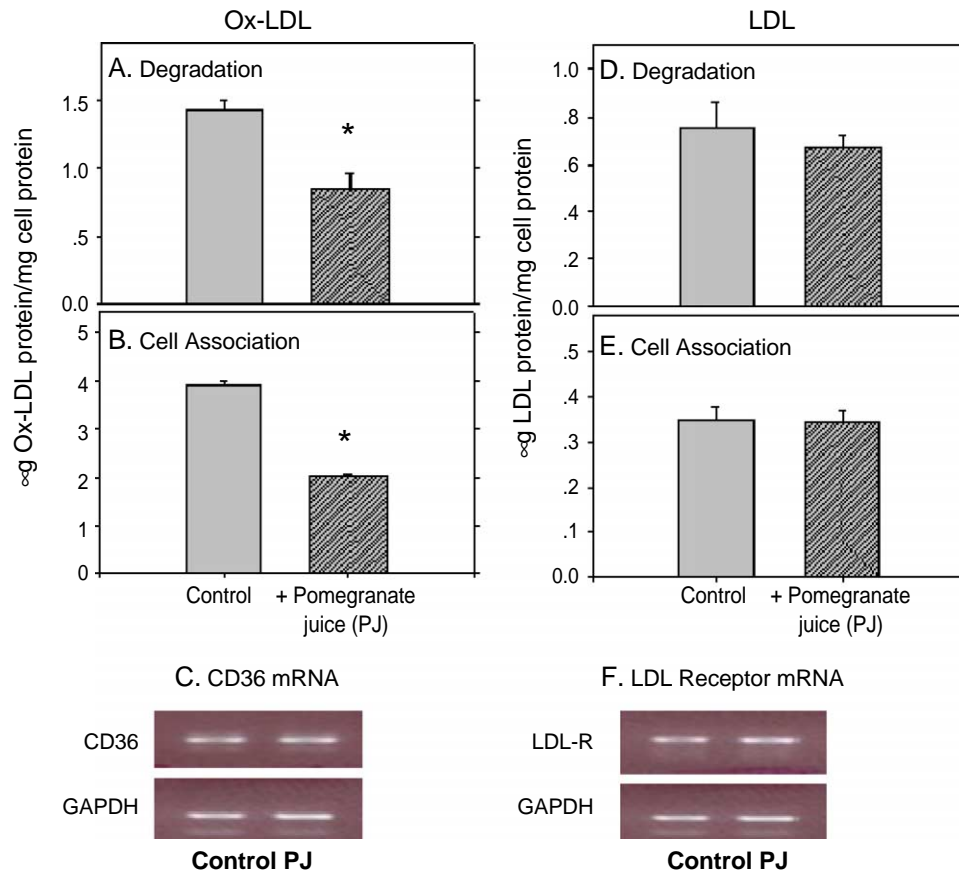 Ox-LDL
A. Degradation
1.5
1.0
.5
0.0
*
B. Cell Association
5
4
3
2
1
0
*
∝g Ox-LDL protein/mg cell protein
Control
+ Pomegranate
juice (PJ)
C. CD36 mRNA
CD36
GAPDH
Control PJ
LDL
D. Degradation
1.0
.8
.6
.4
.2
0.0
E. Cell Association
.5
.4
.3
.2
.1
0.0
∝g LDL protein/mg cell protein
Control
+ Pomegranate
juice (PJ)
F. LDL Receptor mRNA
LDL-R
GAPDH
Control PJ